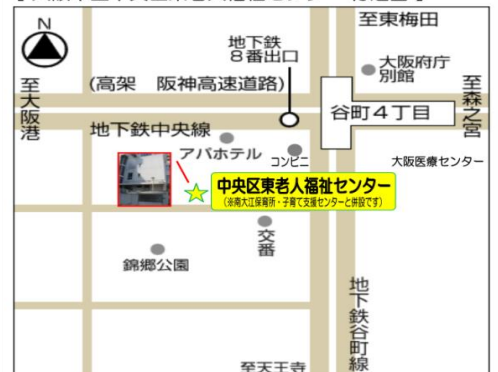 N
至東梅田
地下鉄
8番出口
大阪府庁
別館
至大阪港
(高架 阪神高速道路)
至森之宮
谷町4丁目
地下鉄中央線
アパホテル
コンビニ
大阪医療センター
中央区東老人福祉センター
(※南大江保育所・子育て支援センターと併設です)
交番
錦郷公園
地下鉄谷町線
至天王寺